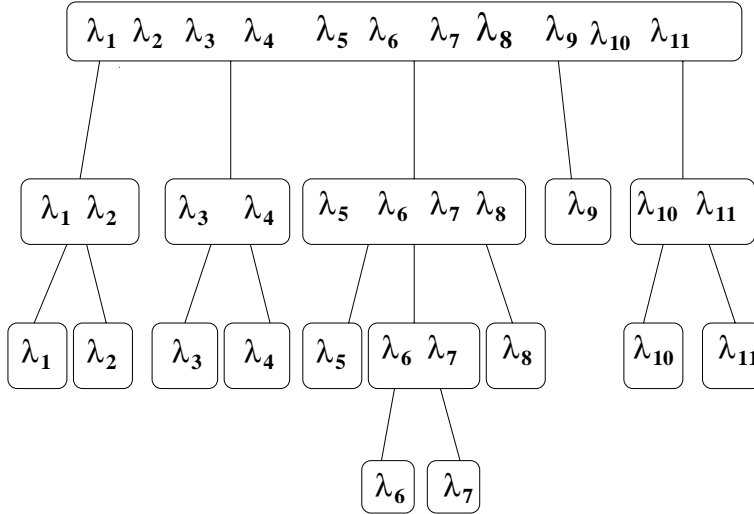 λ₁ λ₂ λ₃ λ₄ λ₅ λ₆ λ₇ λ₈ λ₉ λ₁₀ λ₁₁
λ₁ λ₂ λ₃ λ₄ λ₅ λ₆ λ₇ λ₈ λ₉ λ₁₀ λ₁₁
λ₁ λ₂ λ₃ λ₄ λ₅ λ₆ λ₇ λ₈ λ₁₀ λ₁₁
λ₆ λ₇